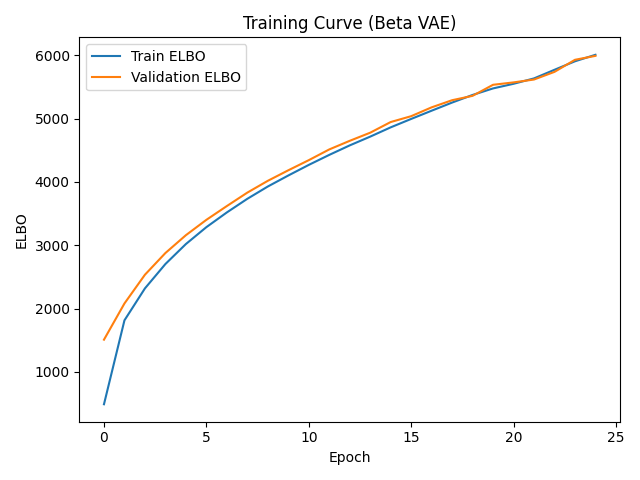 Training Curve (Beta VAE)
Train ELBO
Validation ELBO
6000
5000
4000
3000
2000
1000
ELBO
0 5 10 15 20 25
Epoch